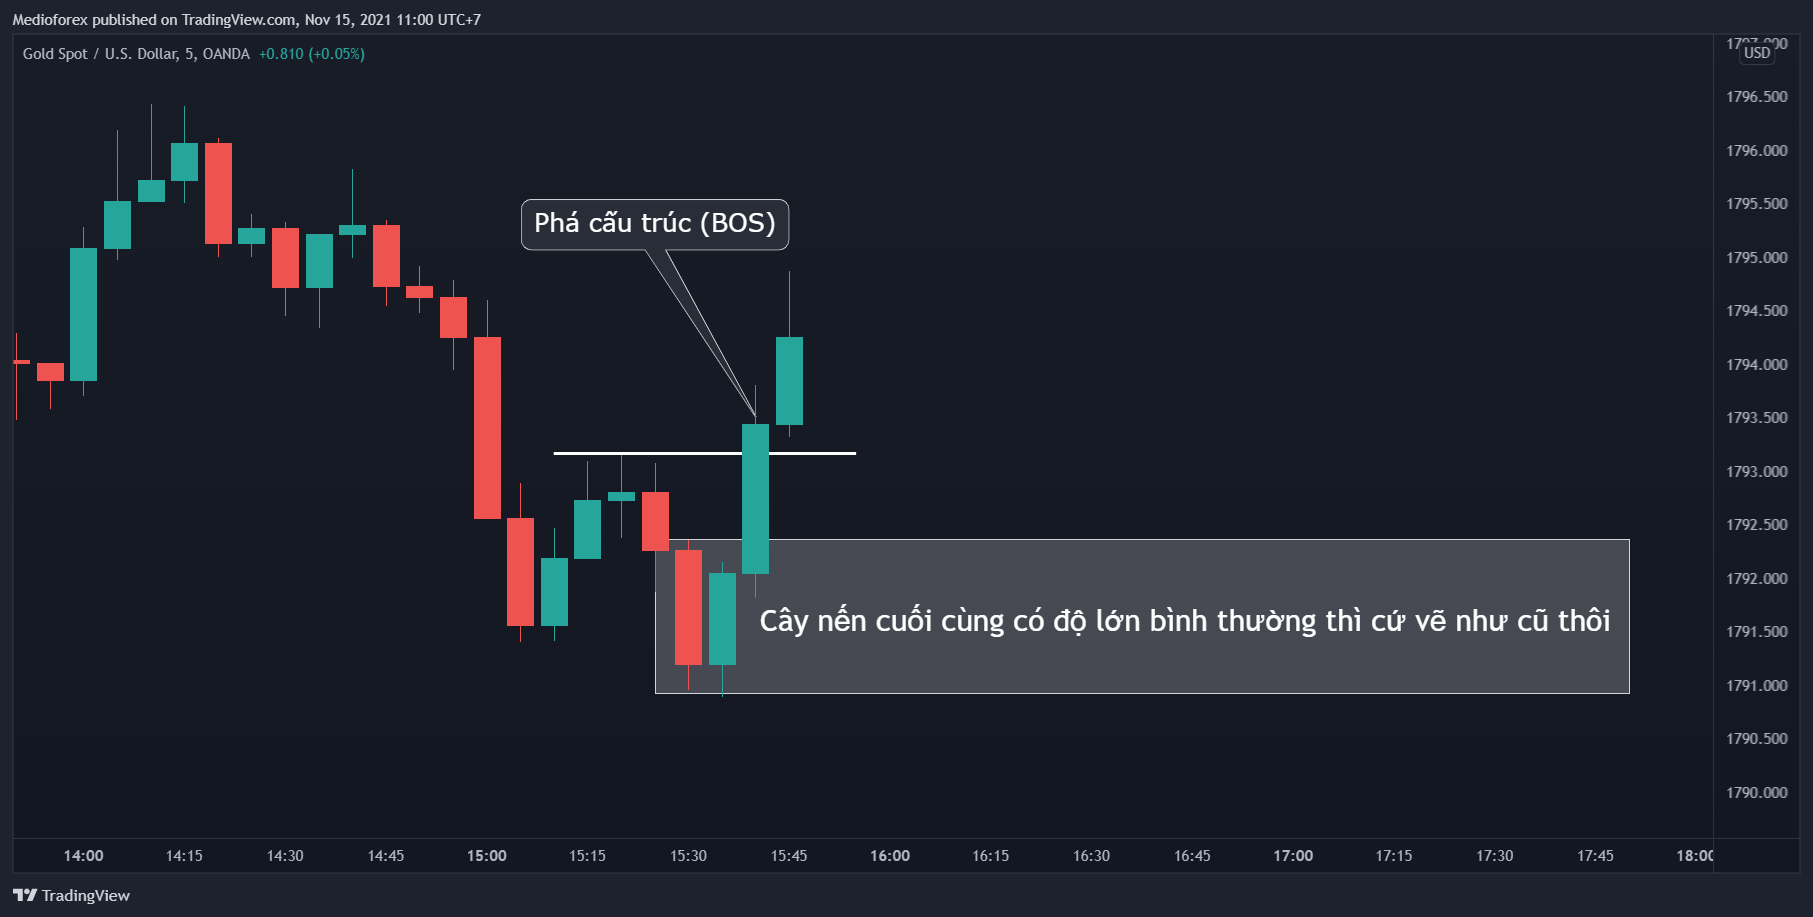 Medioforex published on TradingView.com, Nov 15, 2021 11:00 UTC+7
Gold Spot / U.S. Dollar, 5, OANDA +0.810 (+0.05%)
USD
1796.500
1796.000
1795.500
1795.000
1794.500
1794.000
1793.500
1793.000
1792.500
1792.000
1791.500
1791.000
1790.500
1790.000
Phá cấu trúc (BOS)
Cây nến cuối cùng có độ lớn bình thường thì cứ vẽ như cũ thôi
14:00 14:15 14:30 14:45 15:00 15:15 15:30 15:45 16:00 16:15 16:30 16:45 17:00 17:15 17:30 17:45 18:00
TradingView